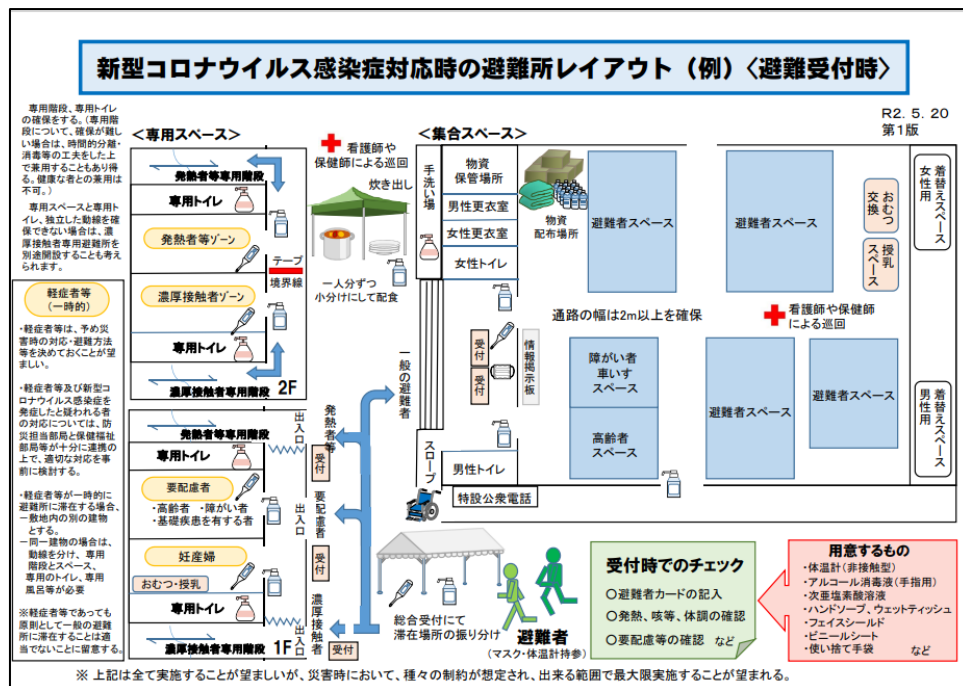 新型コロナウイルス感染症対応時の避難所レイアウト（例）〈避難受付時〉
R2. 5. 20
第1版
専用階段、専用トイレ
の確保をする。（専用階
段について、確保が難し
い場合は、時間的分離・
消毒等の工夫をした上
で兼用することもあり得
る。健康な者との兼用は
不可。）
専用スペースと専用ト
イレ、独立した動線を確
保できない場合は、濃
厚接触者専用避難所を
別途開設することも考え
られます。
軽症者等
（一時的）
・軽症者等は、予め災
害時の対応・避難方法
等を決めておくことが望
ましい。
・軽症者等及び新型コ
ロナウイルス感染症を
発症したと疑われる者
の対応については、防
災担当部局と保健福祉
部局等が十分に連携の
上で、適切な対応を事
前に検討する。
・軽症者等が一時的に
避難所に滞在する場合、
―敷地内の別の建物
とする。
―同一建物の場合は、
動線を分け、専用
階段とスペース、
専用のトイレ、専用
風呂等が必要
※軽症者等であっても
原則として一般の避難
所に滞在することは適
当でないことに留意する。
＜専用スペース＞
発熱者等専用階段
専用トイレ
発熱者等ゾーン
テープ
境界線
濃厚接触者ゾーン
専用トイレ
濃厚接触者専用階段
2F
発熱者等専用階段
専用トイレ
要配慮者
・高齢者 ・障がい者
・基礎疾患を有する者
妊産婦
おむつ・授乳
専用トイレ
濃厚接触者専用階段
1F
出入口
出入口
出入口
発熱者等
受付
要配慮者
受付
濃厚接触者
受付
看護師や
保健師による巡回
炊き出し
一人分ずつ
小分けにして配食
一般の避難者
＜集合スペース＞
手洗い場
物資
保管場所
男性更衣室
女性更衣室
女性トイレ
物資
配布場所
避難者スペース
避難者スペース
おむつ
交換
授乳
スペース
女性用
着替えスペース
通路の幅は2m以上を確保
看護師や保健師
による巡回
受付
受付
情報掲示板
障がい者
車いす
スペース
高齢者
スペース
避難者スペース
避難者スペース
男性用
着替えスペース
スロープ
男性トイレ
特設公衆電話
総合受付にて
滞在場所の振り分け
避難者
（マスク・体温計持参）
受付時でのチェック
○避難者カードの記入
○発熱、咳等、体調の確認
○要配慮者等の確認 など
用意するもの
・体温計（非接触型）
・アルコール消毒液（手指用）
・次亜塩素酸溶液
・ハンドソープ、ウェットティッシュ
・フェイスシールド
・ビニールシート
・使い捨て手袋 など
※ 上記は全て実施することが望ましいが、災害時において、種々の制約が想定され、出来る範囲で最大限実施することが望まれる。